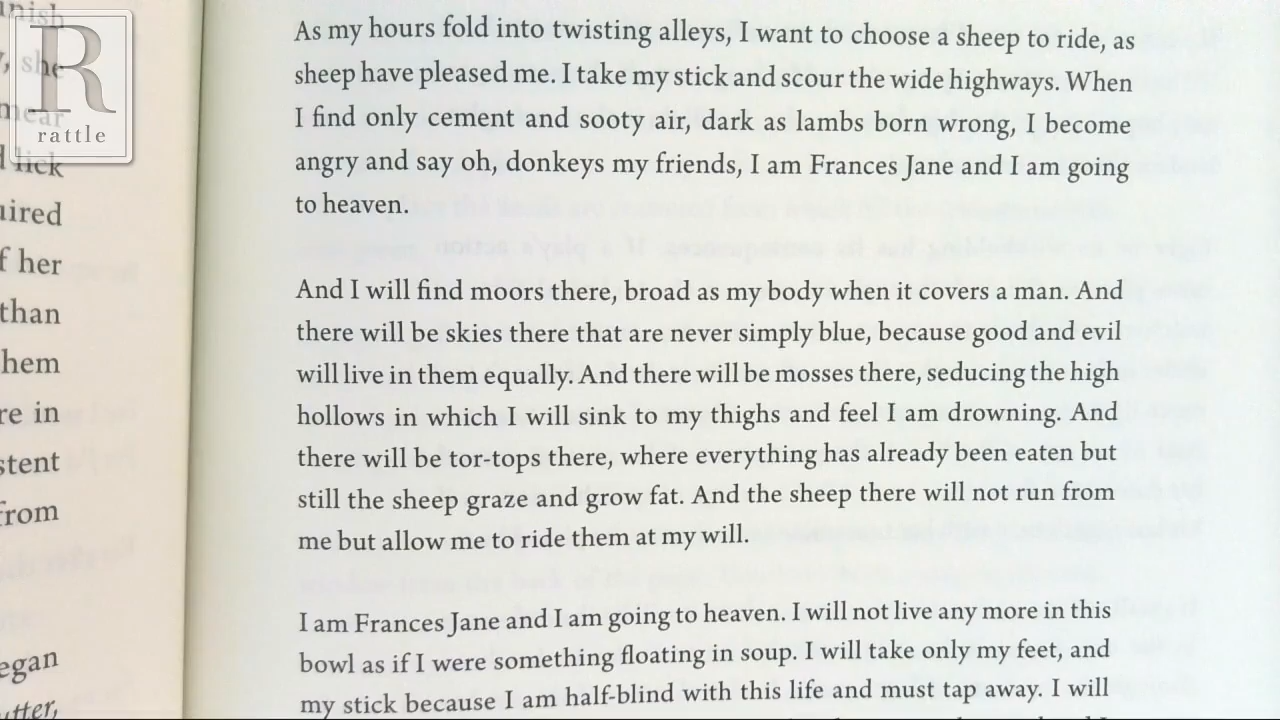 R
rattle
she
lick
her
than
from
As my hours fold into twisting alleys, I want to choose a sheep to ride, as
sheep have pleased me. I take my stick and scour the wide highways. When
I find only cement and sooty air, dark as lambs born wrong, I become
angry and say oh, donkeys my friends, I am Frances Jane and I am going
to heaven.
And I will find moors there, broad as my body when it covers a man. And
there will be skies there that are never simply blue, because good and evil
will live in them equally. And there will be mosses there, seducing the high
hollows in which I will sink to my thighs and feel I am drowning. And
there will be tor-tops there, where everything has already been eaten but
still the sheep graze and grow fat. And the sheep there will not run from
me but allow me to ride them at my will.
I am Frances Jane and I am going to heaven. I will not live any more in this
bowl as if I were something floating in soup. I will take only my feet, and
my stick because I am half-blind with this life and must tap away. I will